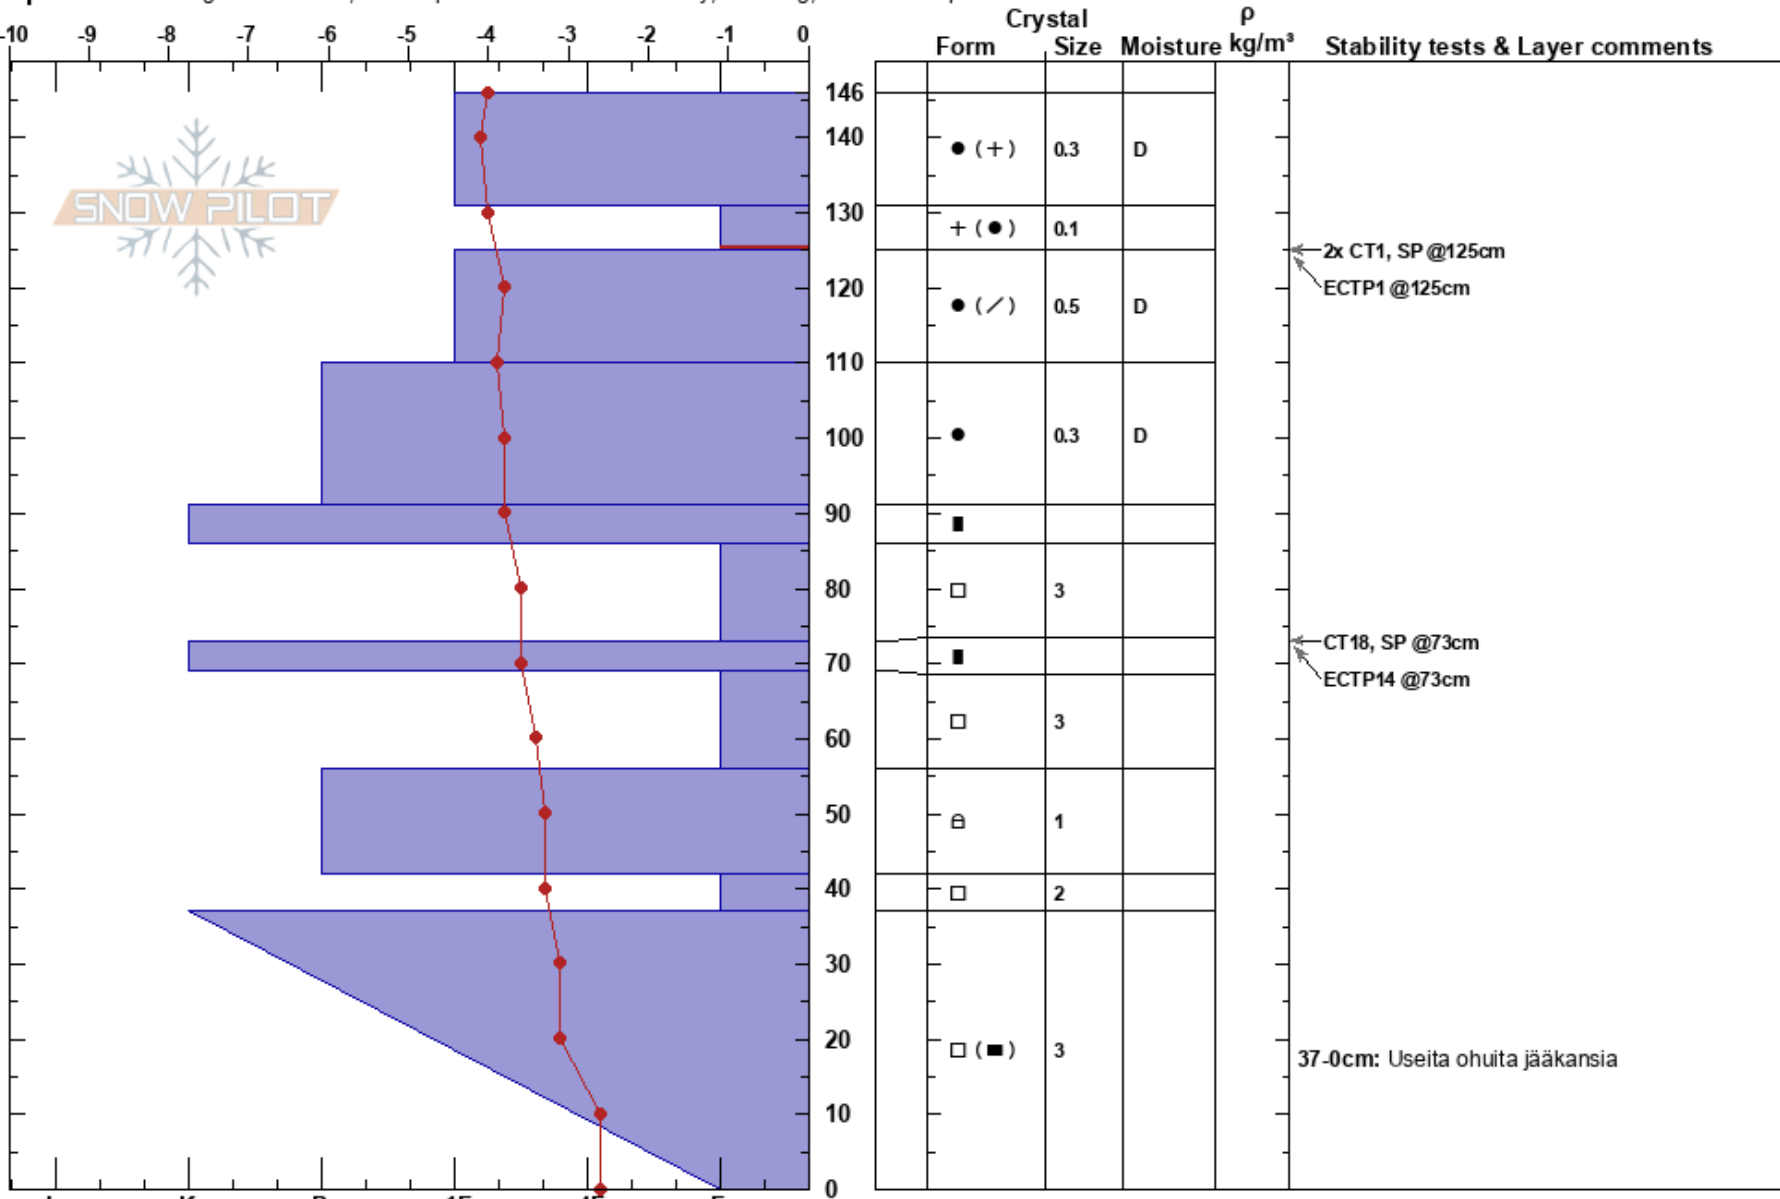 Crystal ρ
-10 -9 -8 -7 -6 -5 -4 -3 -2 -1 0
Form Size Moisture kg/m³ Stability tests & Layer comments
146
140
130
120
110
100
90
80
70
60
50
40
30
20
10
0
SNOW PILOT
(+) 0.3 D
+ ( ) 0.1
(/) 0.5 D
0.3 D
3
3
1
2
( ) 3
2x CT1, SP @125cm
ECTP1 @125cm
CT18, SP @73cm
ECTP14 @73cm
37-0cm: Useita ohuita jääkansia